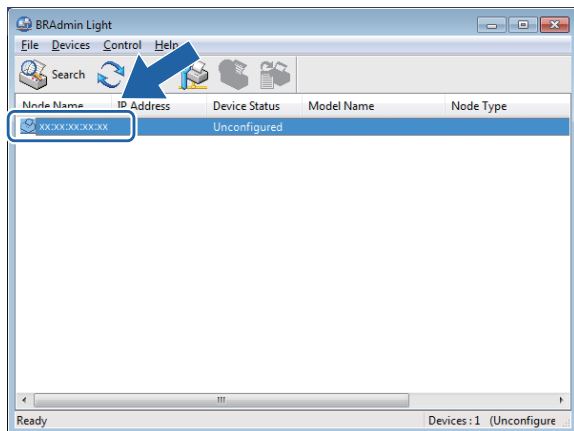 BRAdmin Light
File Devices Control Help
Search
Node Name IP Address Device Status Model Name Node Type
xx:xx:xx:xx:xx Unconfigured
Ready Devices : 1 (Unconfigure